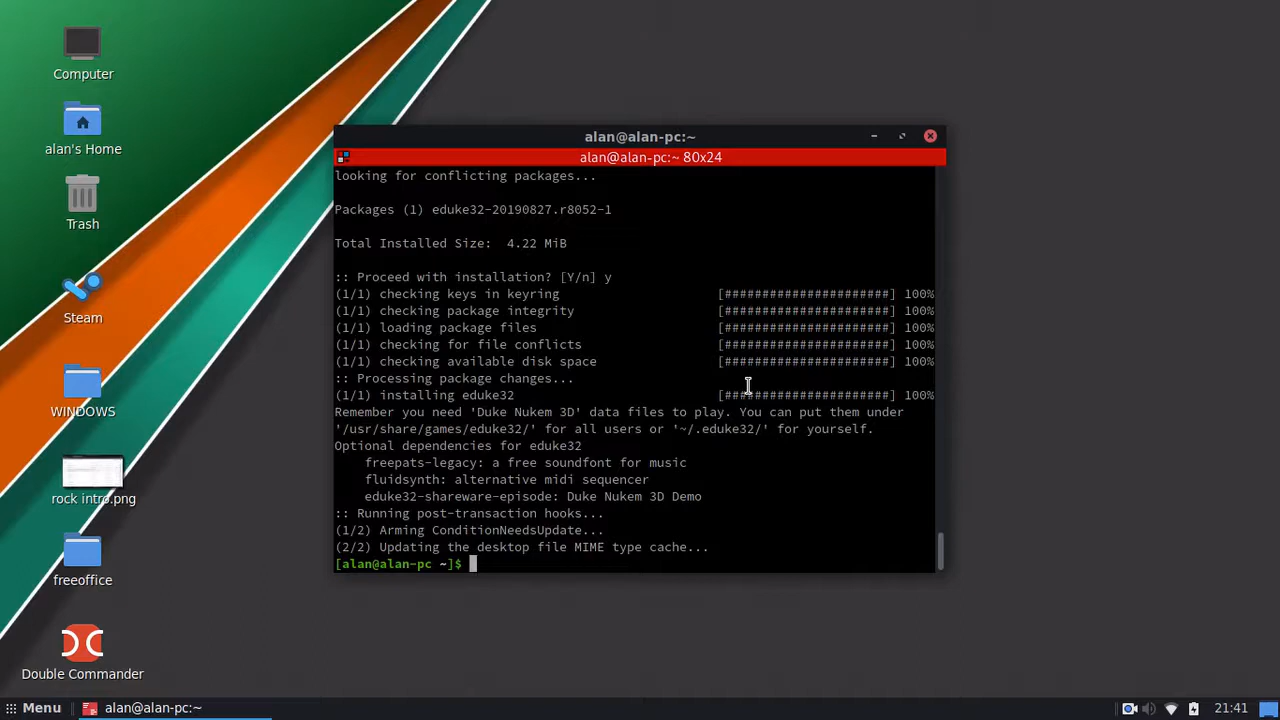 Computer
alan's Home
Trash
Steam
WINDOWS
rock intro.png
freeoffice
Double Commander
alan@alan-pc:~
alan@alan-pc:~ 80x24
looking for conflicting packages...
Packages (1) eduke32-20190827.r8052-1
Total Installed Size:  4.22 MiB
:: Proceed with installation? [Y/n] y
(1/1) checking keys in keyring [######################] 100%
(1/1) checking package integrity [######################] 100%
(1/1) loading package files [######################] 100%
(1/1) checking for file conflicts [######################] 100%
(1/1) checking available disk space [######################] 100%
:: Processing package changes...
(1/1) installing eduke32 [######################] 100%
Remember you need 'Duke Nukem 3D' data files to play. You can put them under
'/usr/share/games/eduke32/' for all users or '~/.eduke32/' for yourself.
Optional dependencies for eduke32
freepats-legacy: a free soundfont for music
fluidsynth: alternative midi sequencer
eduke32-shareware-episode: Duke Nukem 3D Demo
:: Running post-transaction hooks...
(1/2) Arming ConditionNeedsUpdate...
(2/2) Updating the desktop file MIME type cache...
[alan@alan-pc ~]$
Menu
alan@alan-pc:~
21:41